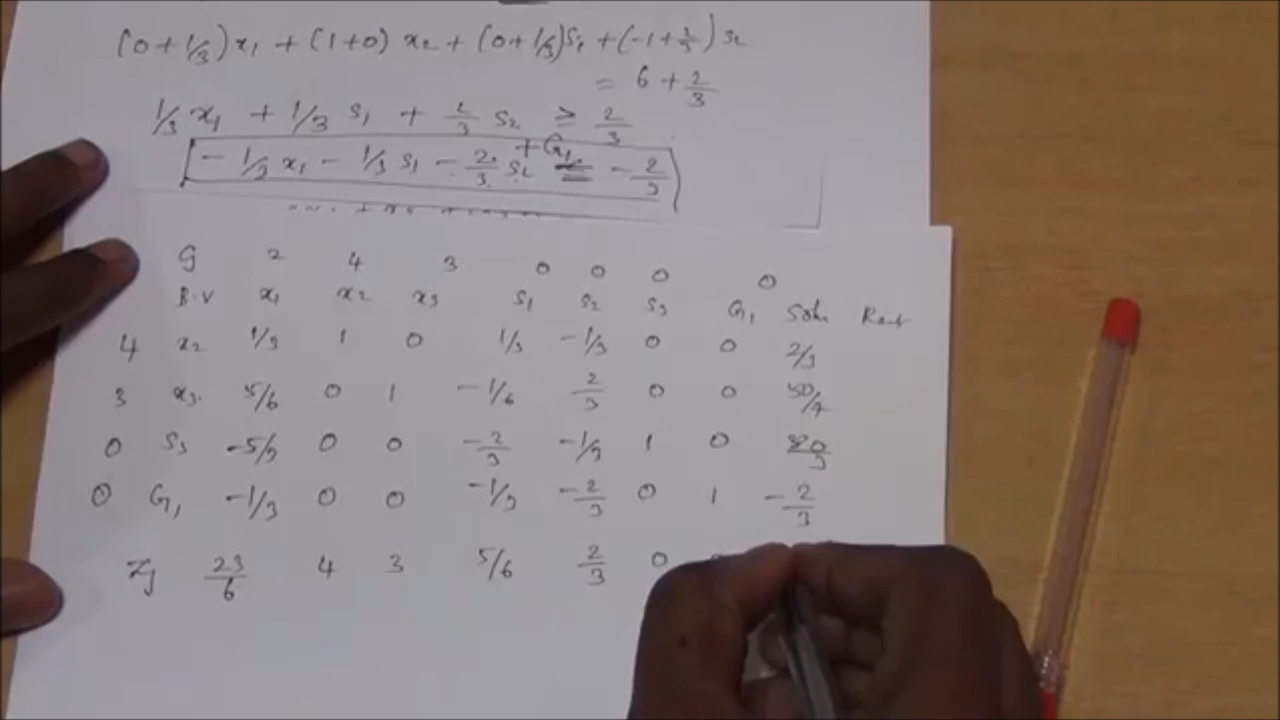 (0+1/3)x₁ + (1+0) x₂ + (0+1/3)s₁ + (-1+2/3) s₂
= 6 + 2/3
1/3 x₁ + 1/3 s₁ + 2/3 s₂ ≥ 2/3
+ G₁
- 1/3 x₁ - 1/3 s₁ - 2/3 s₂ = - 2/3
Cj 2 4 3 0 0 0 0
B.V x₁ x₂ x₃ s₁ s₂ s₃ G₁ Soln
4 x₂ 1/3 1 0 1/3 -1/3 0 0 2/3
3 x₃. 5/6 0 1 -1/6 2/3 0 0
0 s₃ -5/3 0 0 -2/3 -1/3 1 0
0 G₁ -1/3 0 0 -1/3 -2/3 0 1 -2/3
Zj 23/6 4 3 5/6 2/3 0